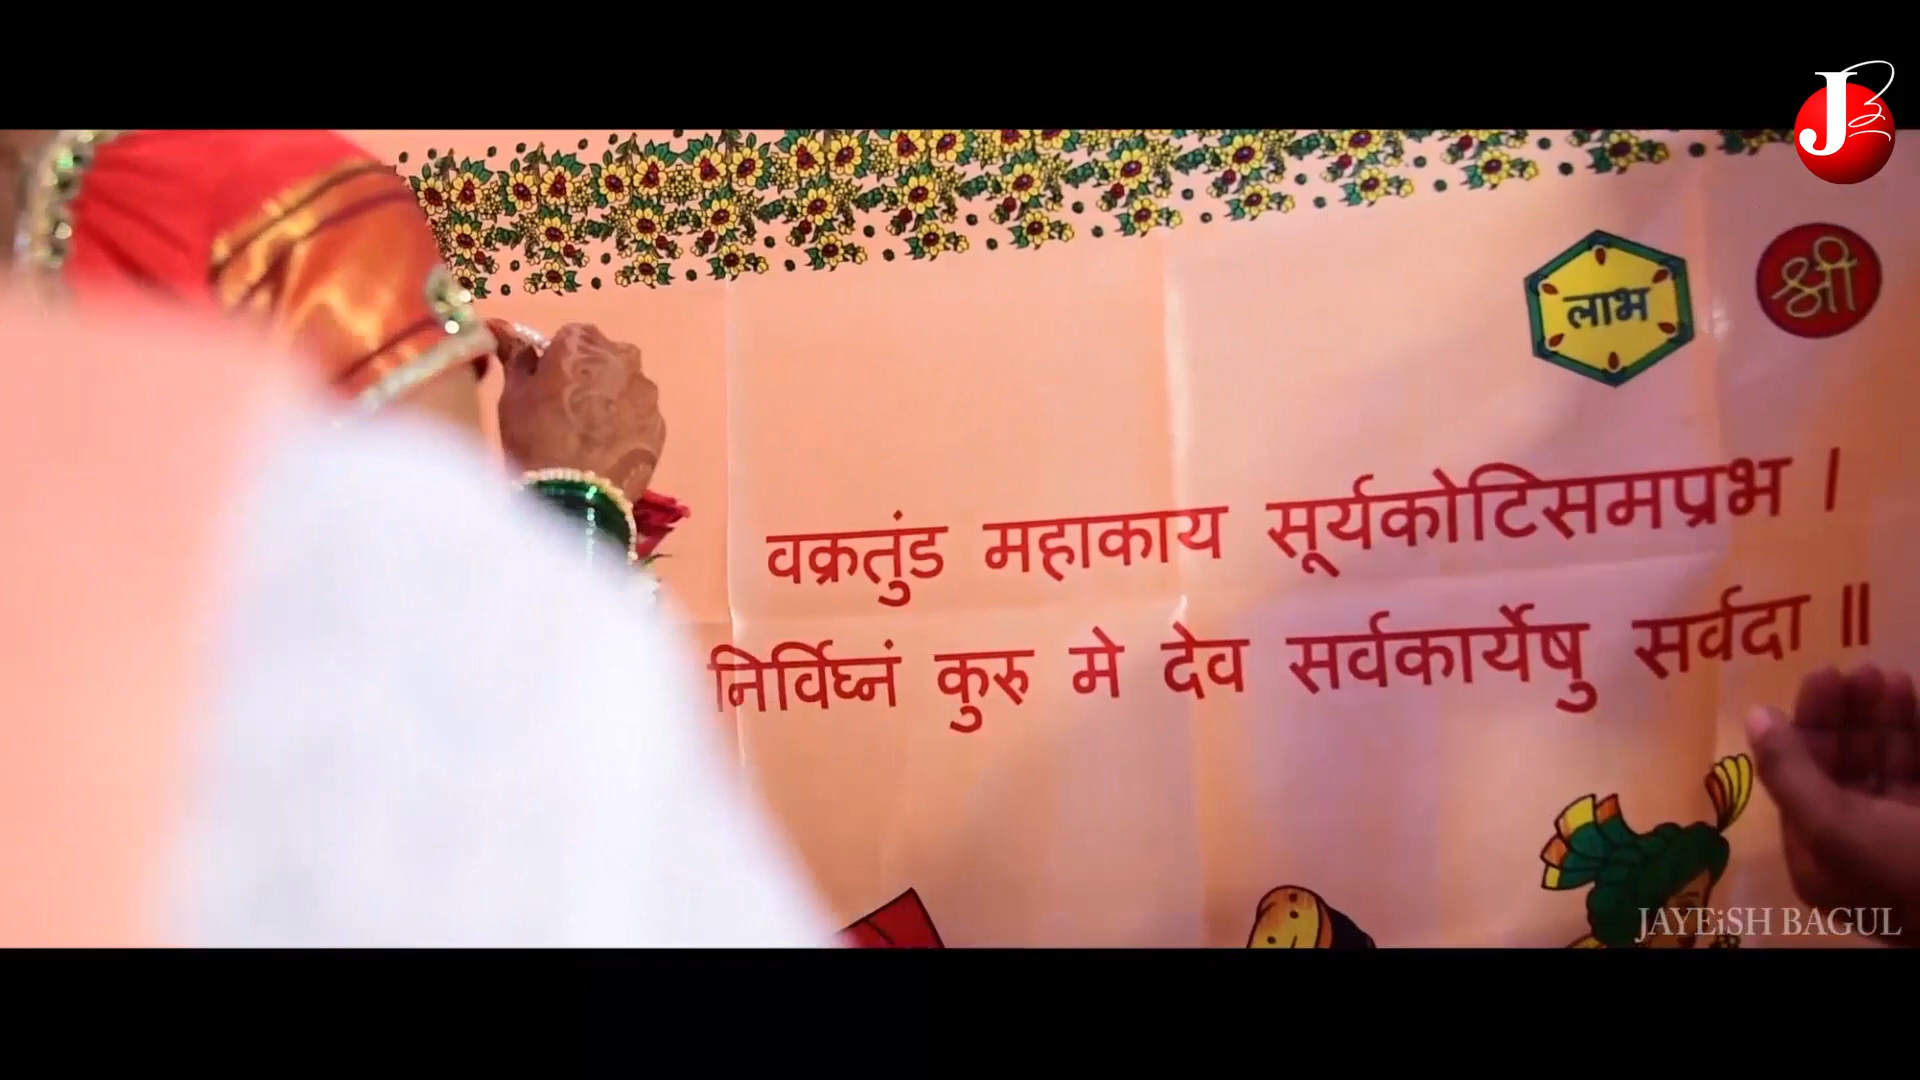 J
लाभ
श्री
वक्रतुंड महाकाय सूर्यकोटिसमप्रभ ।
निर्विघ्नं कुरु मे देव सर्वकार्येषु सर्वदा ॥
JAYEiSH BAGUL